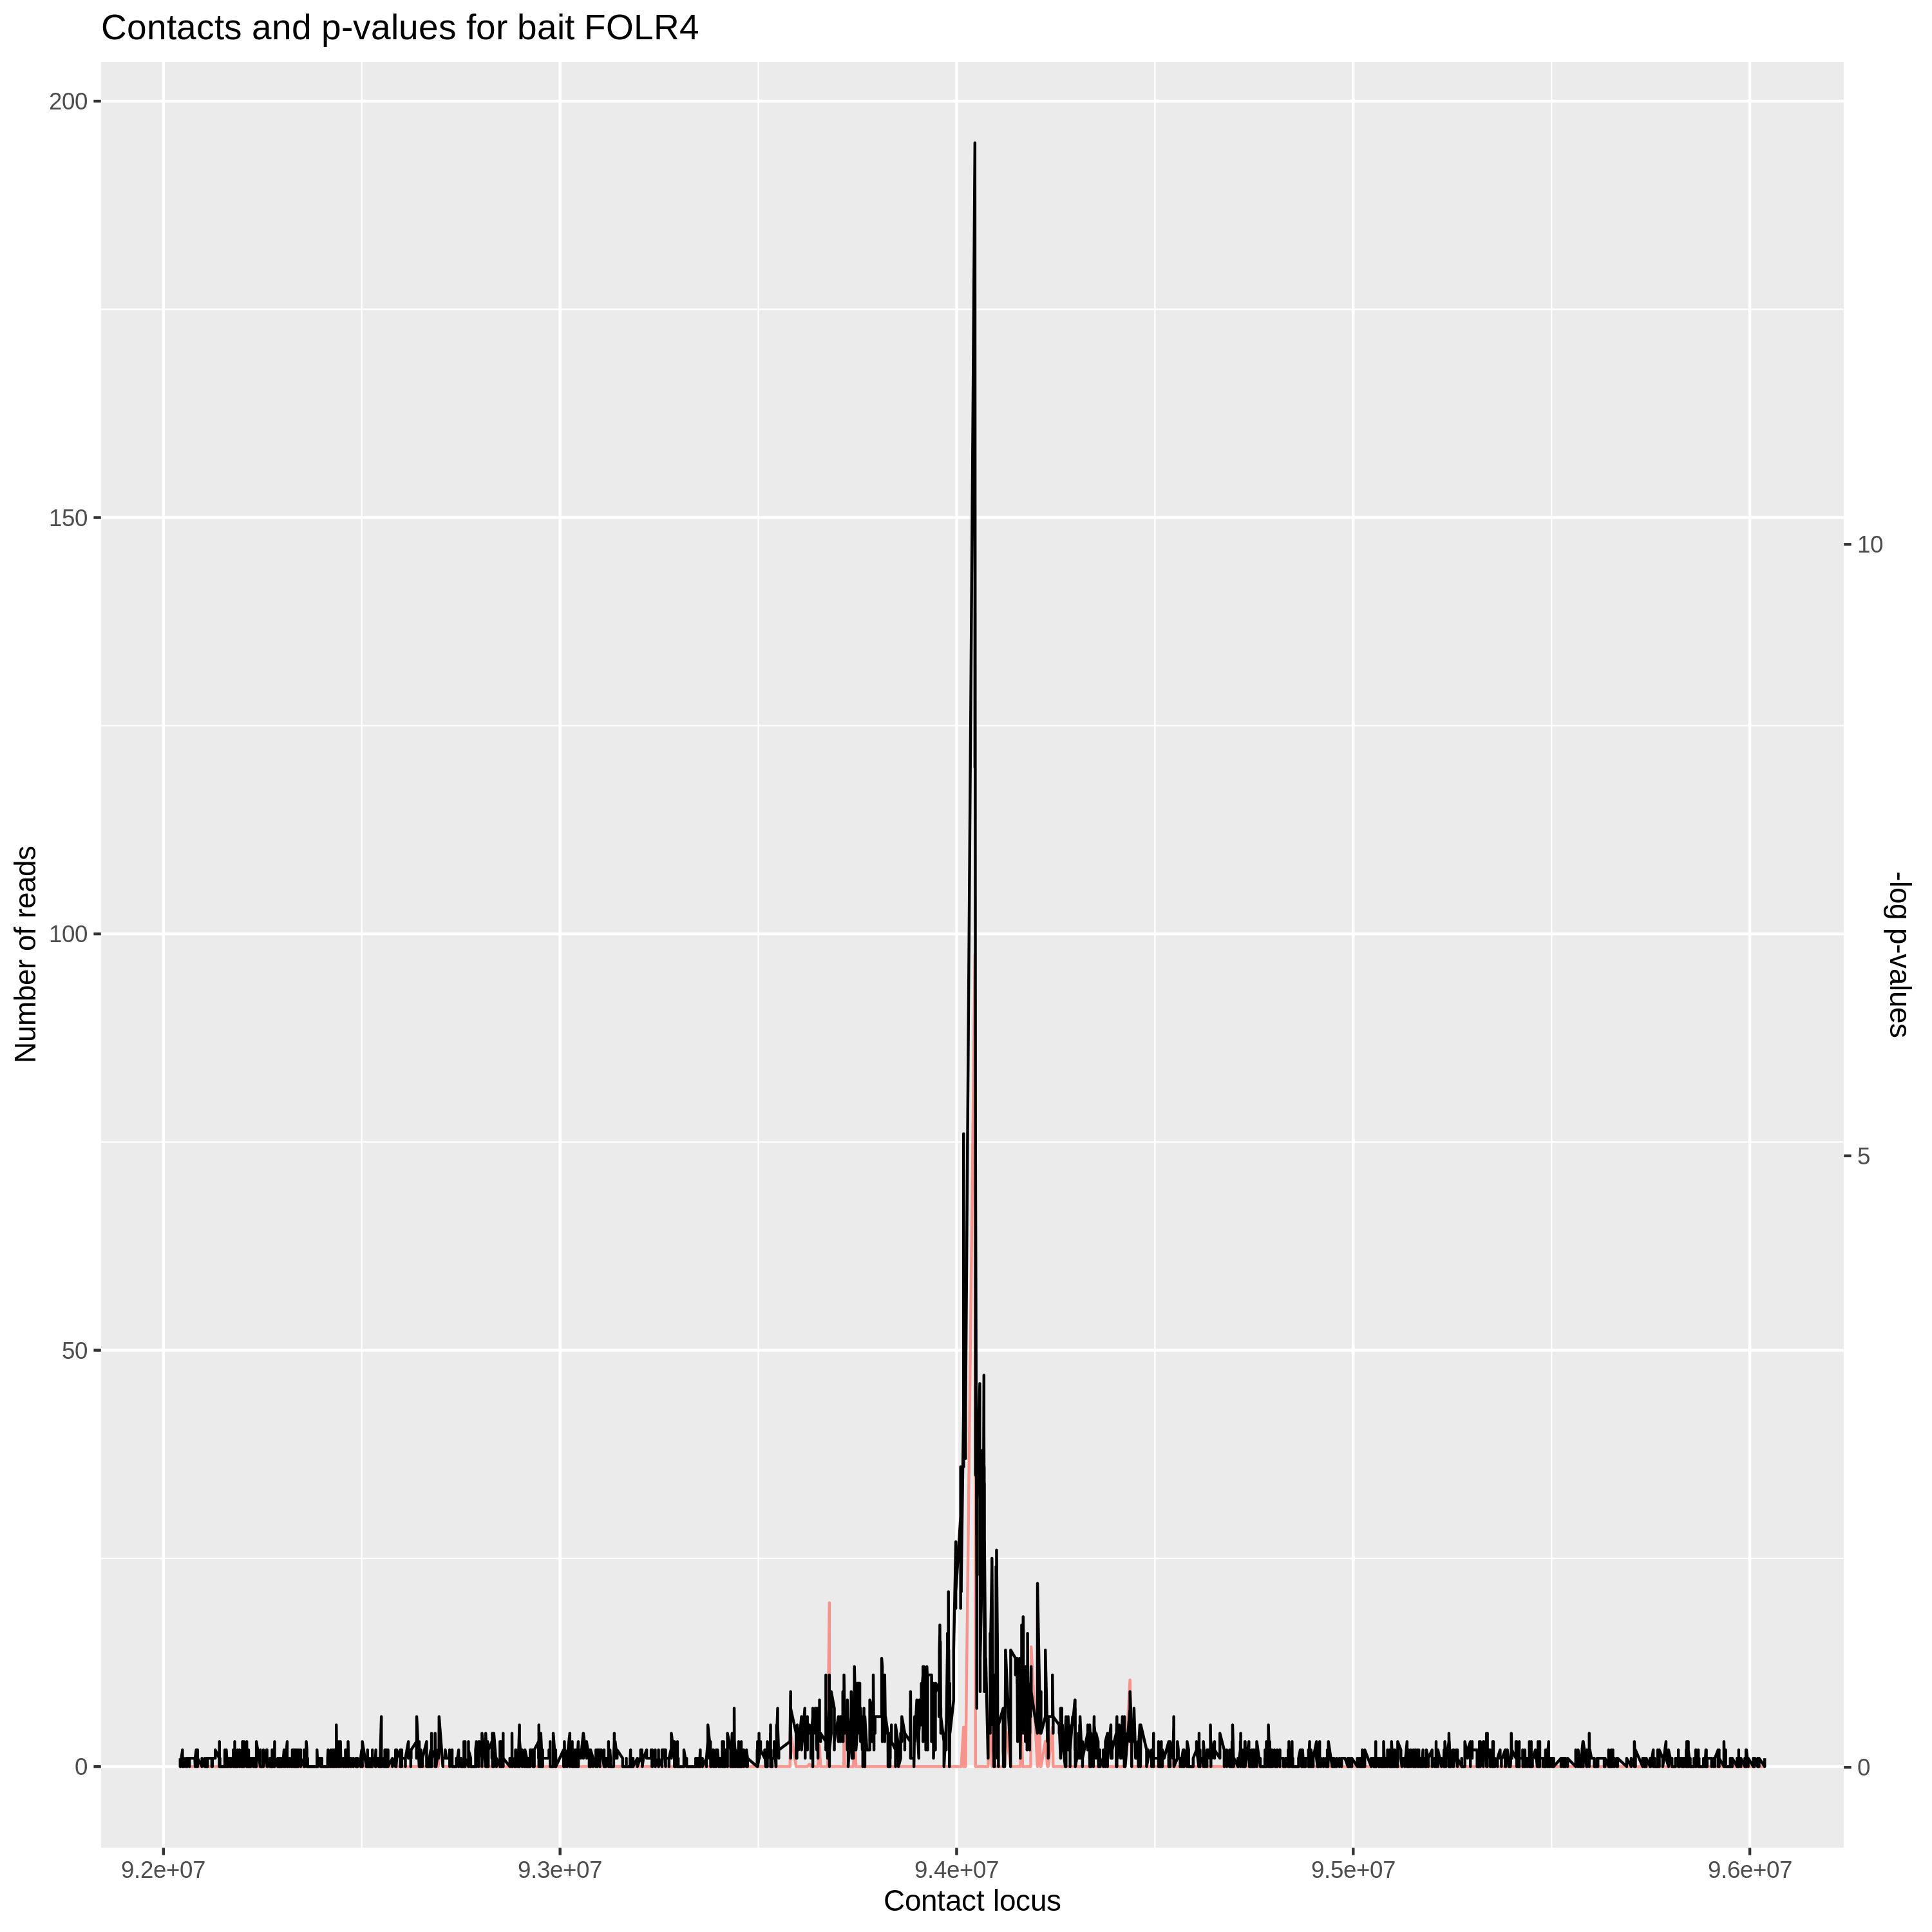 Contacts and p-values for bait FOLR4
200
150
100
50
0
Number of reads
10
5
0
-log p-values
9.2e+07 9.3e+07 9.4e+07 9.5e+07 9.6e+07
Contact locus